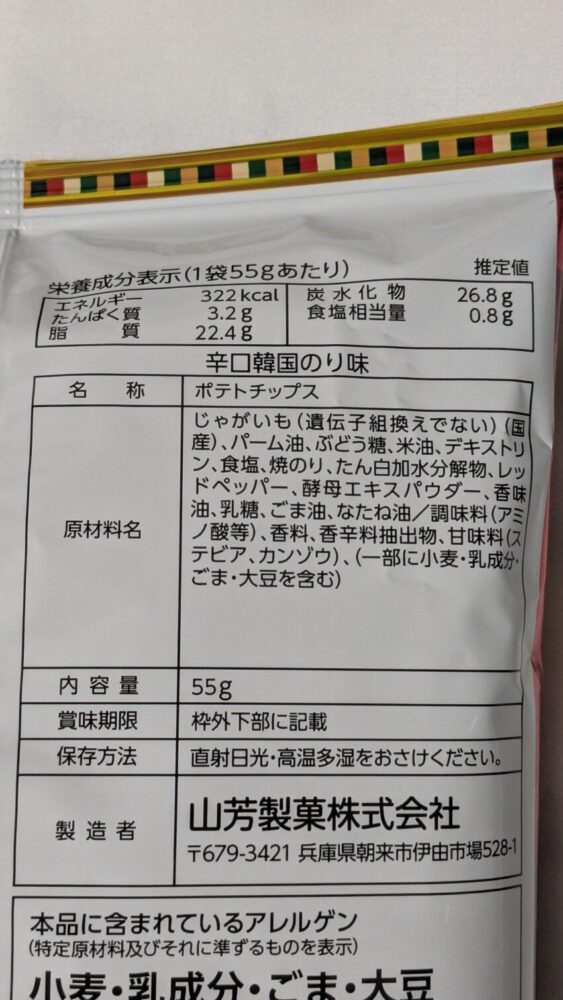 栄養成分表示(1袋55gあたり) 推定値
エネルギー 322kcal 炭水化物 26.8g
たんぱく質 3.2g 食塩相当量 0.8g
脂質 22.4g
辛口韓国のり味
名称 ポテトチップス
原材料名
じゃがいも(遺伝子組換えでない)(国
産)、パーム油、ぶどう糖、米油、デキストリ
ン、食塩、焼のり、たん白加水分解物、レッ
ドペッパー、酵母エキスパウダー、香味
油、乳糖、ごま油、なたね油/調味料(アミ
ノ酸等)、香料、香辛料抽出物、甘味料(ス
テビア、カンゾウ)、(一部に小麦・乳成分・
ごま・大豆を含む)
内容量 55g
賞味期限 枠外下部に記載
保存方法 直射日光・高温多湿をおさけください。
製造者 山芳製菓株式会社
〒679-3421 兵庫県朝来市伊由市場528-1
本品に含まれているアレルゲン
(特定原材料及びそれに準ずるものを表示)
小麦・乳成分・ごま・大豆